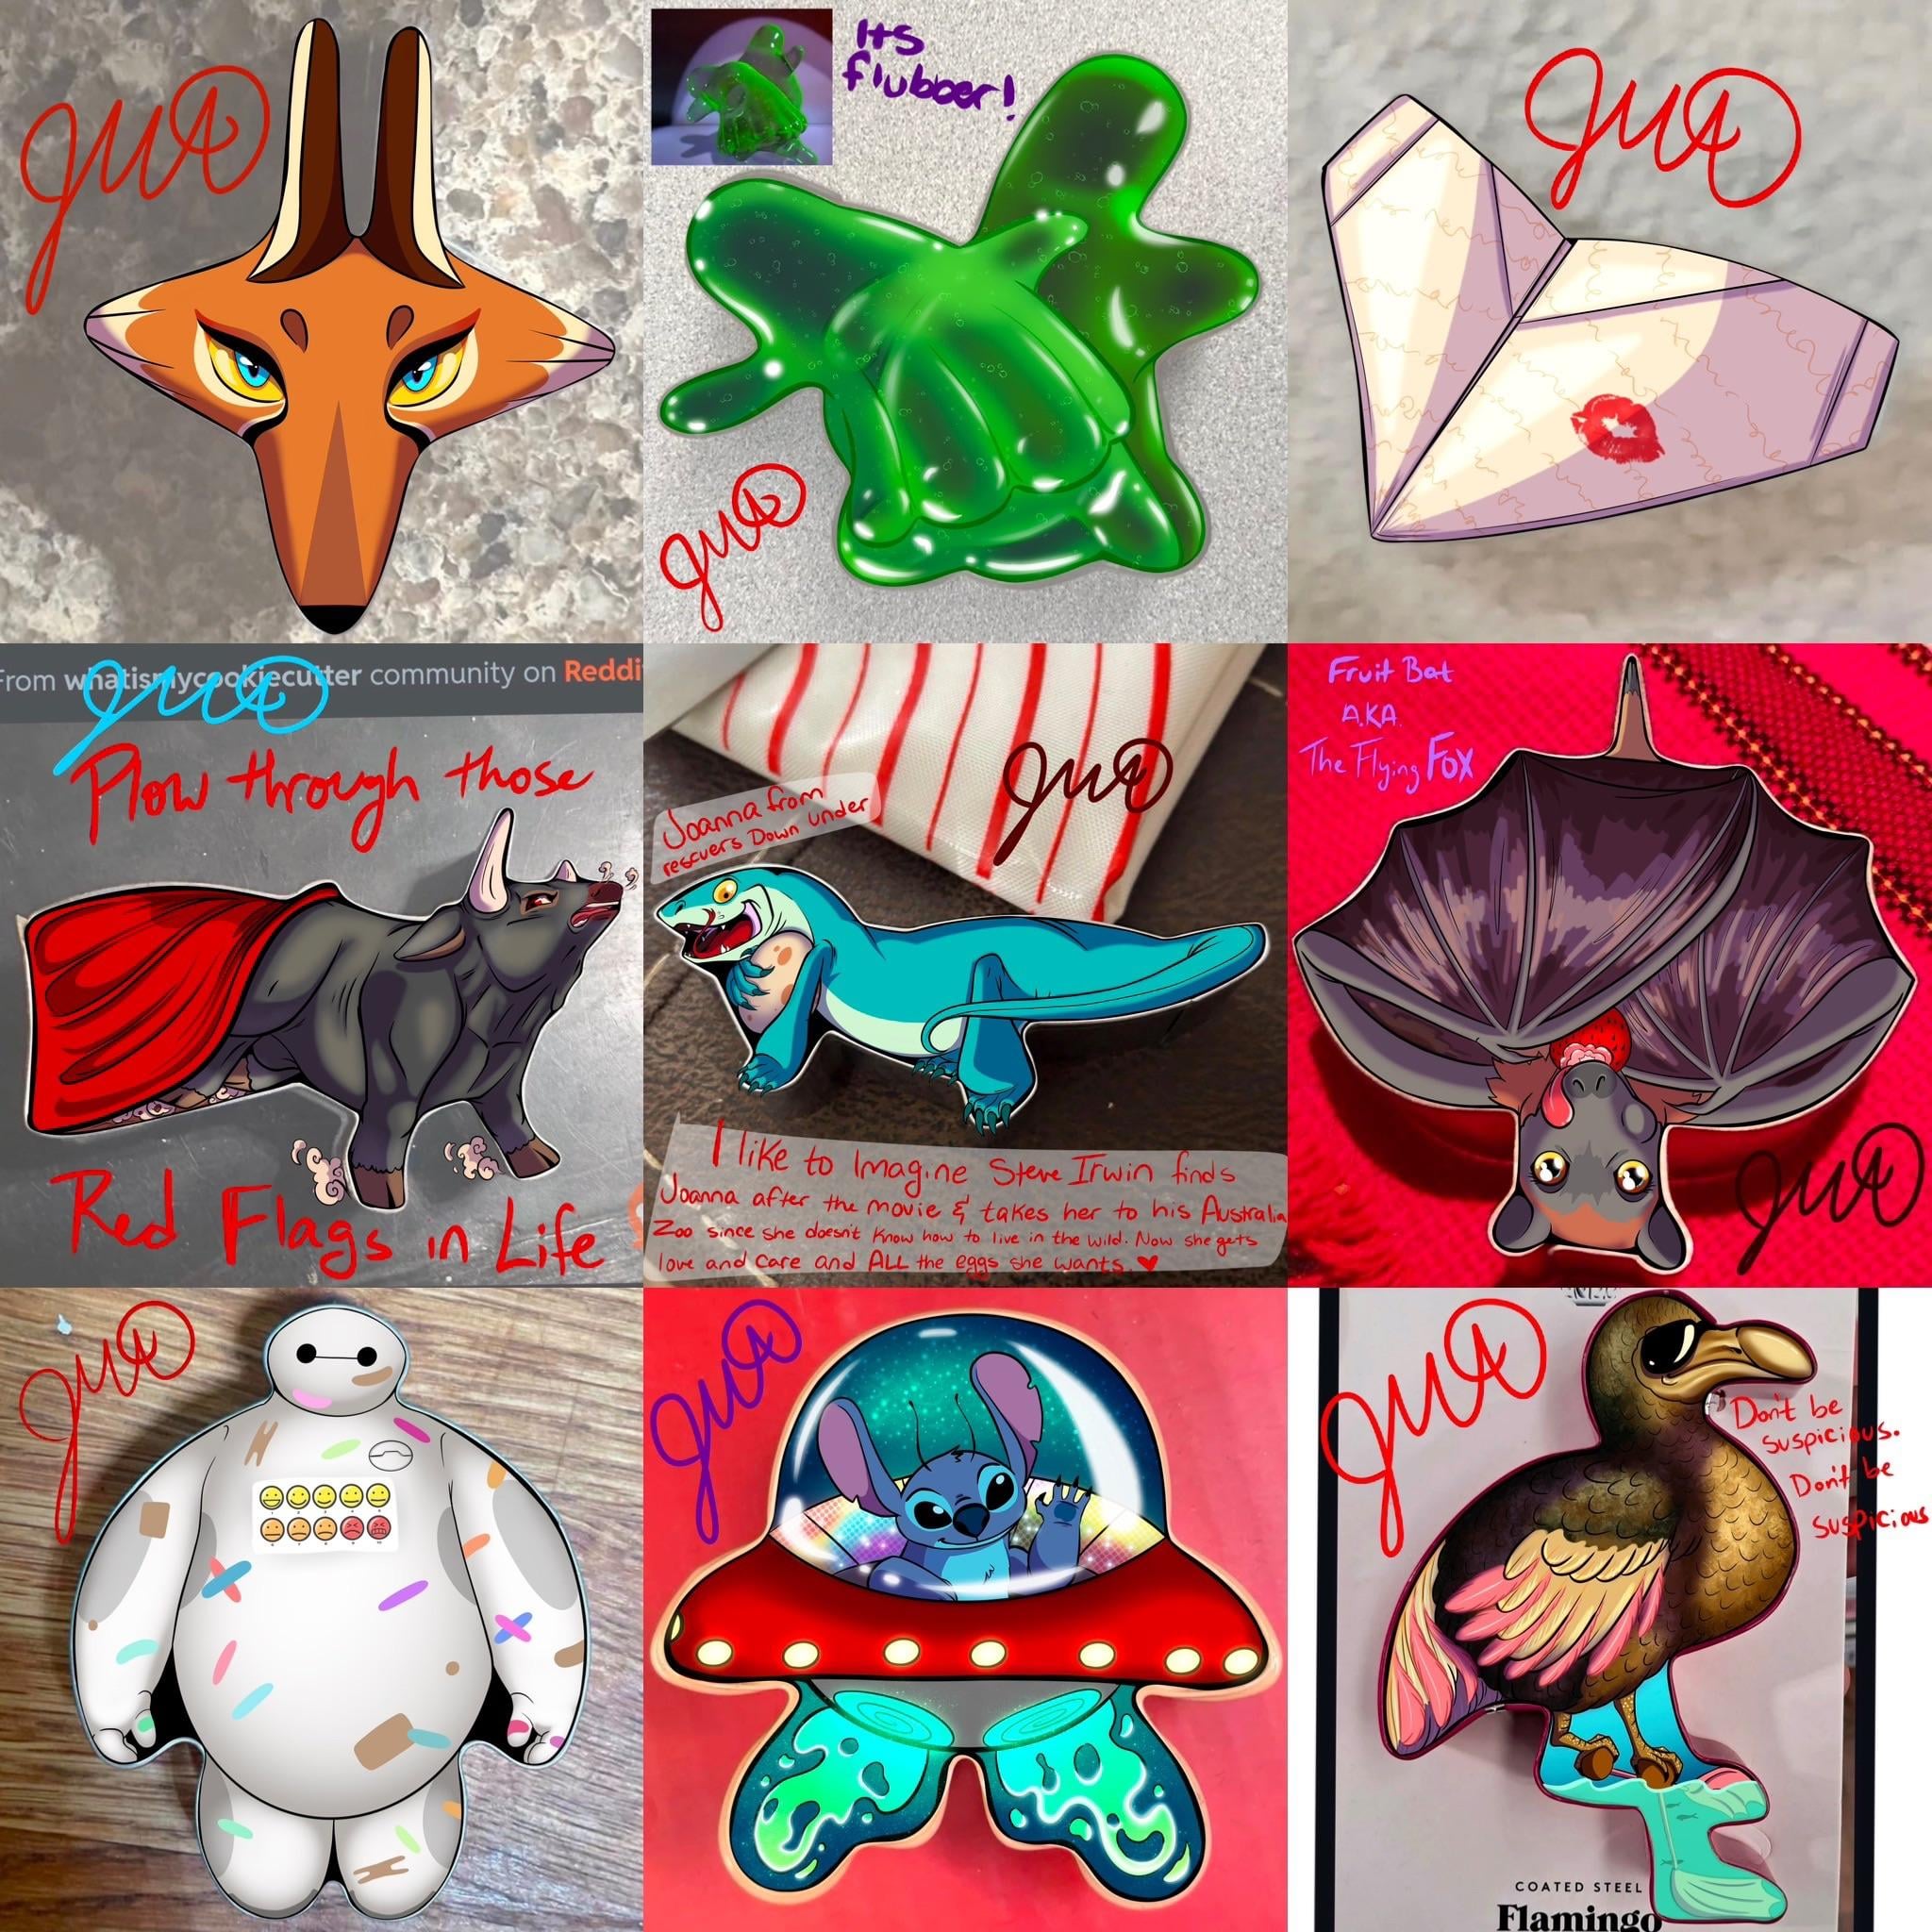 Its
flubber!
From whatismycookiecutter community on Reddi
Plow through those
Red Flags in Life
Joanna from
rescuers Down Under
I like to Imagine Steve Irwin finds
Joanna after the movie & takes her to his Australia
Zoo since she doesnt know how to live in the wild. Now she gets
love and care and ALL the eggs she wants.♥
Fruit Bat
A.K.A.
The Flying Fox
Don't be
suspicious.
Don't be
suspicious
COATED STEEL
Flamingo